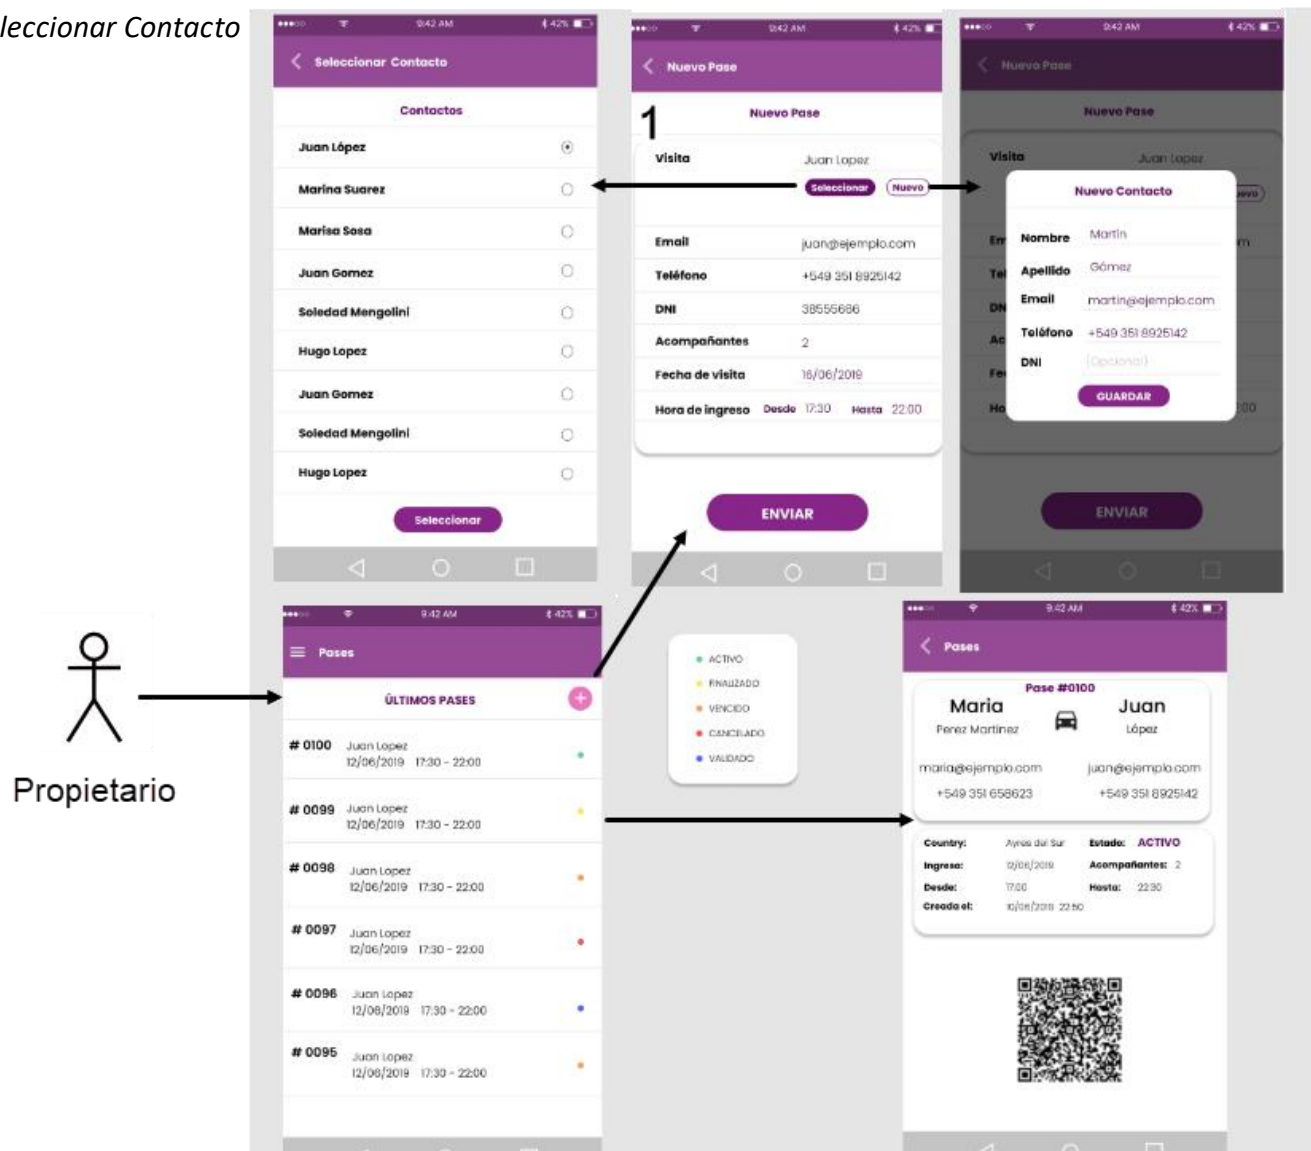 leccionar Contacto
9:42 AM
42%
Seleccionar Contacto
Contactos
Juan López
Marina Suarez
Marisa Sosa
Juan Gomez
Soledad Mengolini
Hugo Lopez
Juan Gomez
Soledad Mengolini
Hugo Lopez
Seleccionar
9:42 AM
42%
Nuevo Pase
1
Nuevo Pase
Visita Juan Lopez
Seleccionar Nuevo
Email juan@ejemplo.com
Teléfono +549 351 8925142
DNI 38555666
Acompañantes 2
Fecha de visita 16/06/2019
Hora de ingreso Desde 17:30 Hasta 22:00
ENVIAR
9:42 AM
42%
Nuevo Pase
Nuevo Pase
Visita Juan Lopez
Nuevo Contacto
Nombre Martin
Apellido Gómez
Email martin@ejemplo.com
Teléfono +549 351 8925142
DNI (Opcional)
GUARDAR
ENVIAR
Propietario
9:42 AM
42%
Pases
ÚLTIMOS PASES
# 0100 Juan Lopez
12/06/2019 17:30 - 22:00
# 0099 Juan Lopez
12/06/2019 17:30 - 22:00
# 0098 Juan Lopez
12/06/2019 17:30 - 22:00
# 0097 Juan Lopez
12/06/2019 17:30 - 22:00
# 0096 Juan Lopez
12/06/2019 17:30 - 22:00
# 0095 Juan Lopez
12/06/2019 17:30 - 22:00
ACTIVO
FINALIZADO
VENCIDO
CANCELADO
VALIDADO
9:42 AM
42%
Pases
Pase #0100
Maria Juan
Perez Martinez López
maria@ejemplo.com juan@ejemplo.com
+549 351 658623 +549 351 8925142
Country: Ayres del Sur Estado: ACTIVO
Ingreso: 12/06/2019 Acompañantes: 2
Desde: 17:00 Hasta: 22:30
Creada el: 10/06/2019 22:50